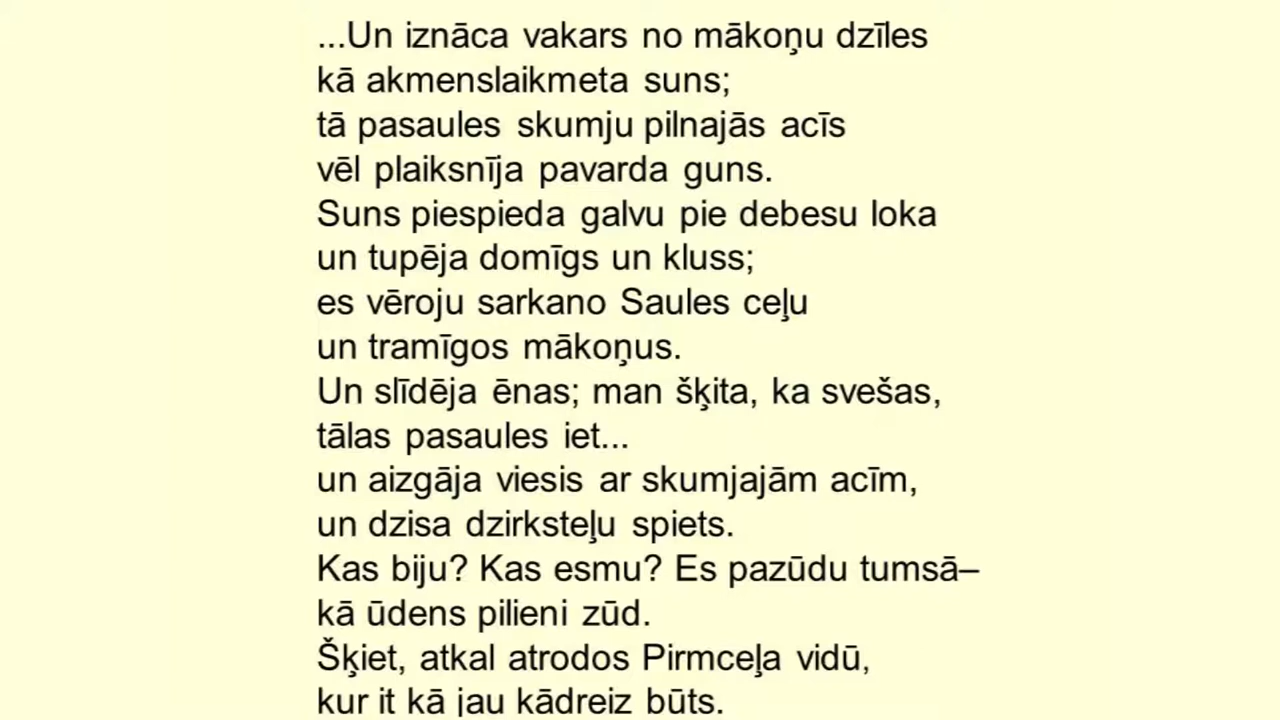 ...Un iznāca vakars no mākoņu dzīles
kā akmenslaikmeta suns;
tā pasaules skumju pilnajās acīs
vēl plaiksnīja pavarda guns.
Suns piespieda galvu pie debesu loka
un tupēja domīgs un kluss;
es vēroju sarkano Saules ceļu
un tramīgos mākoņus.
Un slīdēja ēnas; man šķita, ka svešas,
tālas pasaules iet...
un aizgāja viesis ar skumjajām acīm,
un dzisa dzirksteļu spiets.
Kas biju? Kas esmu? Es pazūdu tumsā–
kā ūdens pilieni zūd.
Šķiet, atkal atrodos Pirmceļa vidū,
kur it kā jau kādreiz būts.